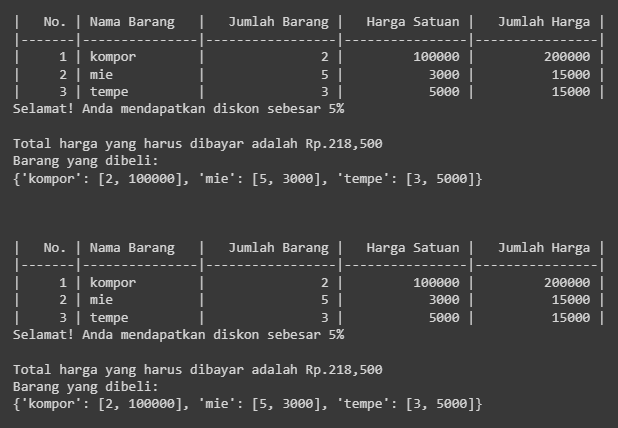 |   No. | Nama Barang   |   Jumlah Barang |   Harga Satuan |   Jumlah Harga |
|-------|---------------|-----------------|----------------|----------------|
|     1 | kompor        |               2 |         100000 |         200000 |
|     2 | mie           |               5 |           3000 |          15000 |
|     3 | tempe         |               3 |           5000 |          15000 |
Selamat! Anda mendapatkan diskon sebesar 5%
Total harga yang harus dibayar adalah Rp.218,500
Barang yang dibeli:
{'kompor': [2, 100000], 'mie': [5, 3000], 'tempe': [3, 5000]}
|   No. | Nama Barang   |   Jumlah Barang |   Harga Satuan |   Jumlah Harga |
|-------|---------------|-----------------|----------------|----------------|
|     1 | kompor        |               2 |         100000 |         200000 |
|     2 | mie           |               5 |           3000 |          15000 |
|     3 | tempe         |               3 |           5000 |          15000 |
Selamat! Anda mendapatkan diskon sebesar 5%
Total harga yang harus dibayar adalah Rp.218,500
Barang yang dibeli:
{'kompor': [2, 100000], 'mie': [5, 3000], 'tempe': [3, 5000]}